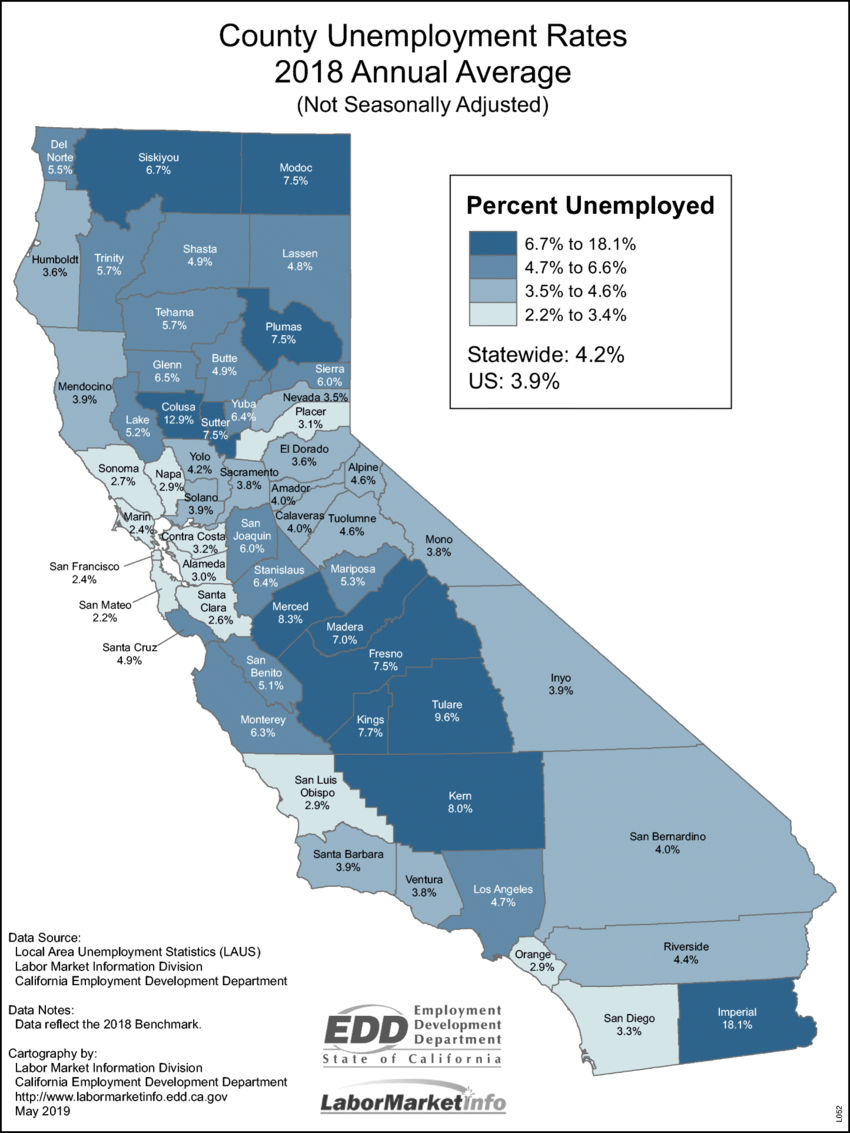 County Unemployment Rates
2018 Annual Average
(Not Seasonally Adjusted)
Percent Unemployed
6.7% to 18.1%
4.7% to 6.6%
3.5% to 4.6%
2.2% to 3.4%
Statewide: 4.2%
US: 3.9%
Del
Norte
5.5%
Siskiyou
6.7%
Modoc
7.5%
Humboldt
3.6%
Trinity
5.7%
Shasta
4.9%
Lassen
4.8%
Tehama
5.7%
Plumas
7.5%
Mendocino
3.9%
Glenn
6.5%
Butte
4.9%
Sierra
6.0%
Lake
5.2%
Colusa
12.9%
Sutter
7.5%
Yuba
6.4%
Nevada 3.5%
Placer
3.1%
Sonoma
2.7%
Napa
2.9%
Yolo
4.2%
Sacramento
3.8%
El Dorado
3.6%
Alpine
4.6%
Solano
3.9%
Amador
4.0%
Marin
2.4%
Contra Costa
3.2%
San
Joaquin
6.0%
Calaveras
4.0%
Tuolumne
4.6%
Mono
3.8%
San Francisco
2.4%
Alameda
3.0%
Stanislaus
6.4%
Mariposa
5.3%
San Mateo
2.2%
Santa
Clara
2.6%
Merced
8.3%
Madera
7.0%
Santa Cruz
4.9%
San
Benito
5.1%
Fresno
7.5%
Inyo
3.9%
Monterey
6.3%
Kings
7.7%
Tulare
9.6%
San Luis
Obispo
2.9%
Kern
8.0%
San Bernardino
4.0%
Santa Barbara
3.9%
Ventura
3.8%
Los Angeles
4.7%
Orange
2.9%
Riverside
4.4%
San Diego
3.3%
Imperial
18.1%
Data Source:
Local Area Unemployment Statistics (LAUS)
Labor Market Information Division
California Employment Development Department
Data Notes:
Data reflect the 2018 Benchmark.
Cartography by:
Labor Market Information Division
California Employment Development Department
http://www.labormarketinfo.edd.ca.gov
May 2019
EDD
Employment
Development
Department
State of California
LaborMarketInfo
L052